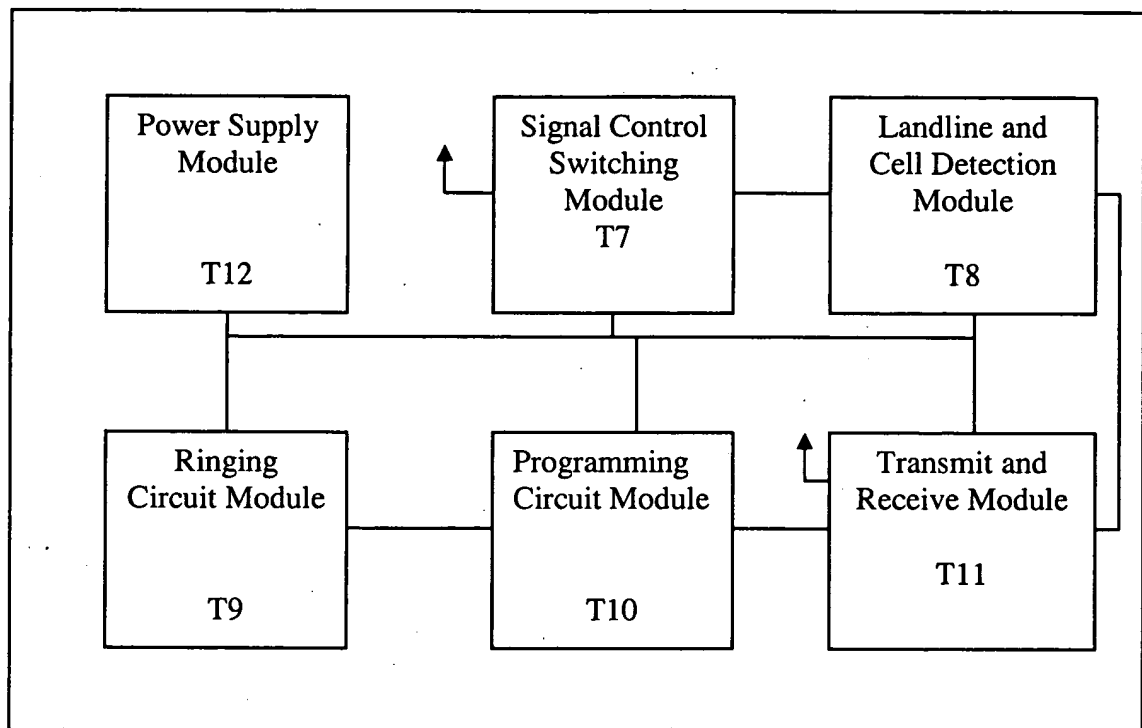 Power Supply
Module
T12
Signal Control
Switching
Module
T7
Landline and
Cell Detection
Module
T8
Ringing
Circuit Module
T9
Programming
Circuit Module
T10
Transmit and
Receive Module
T11